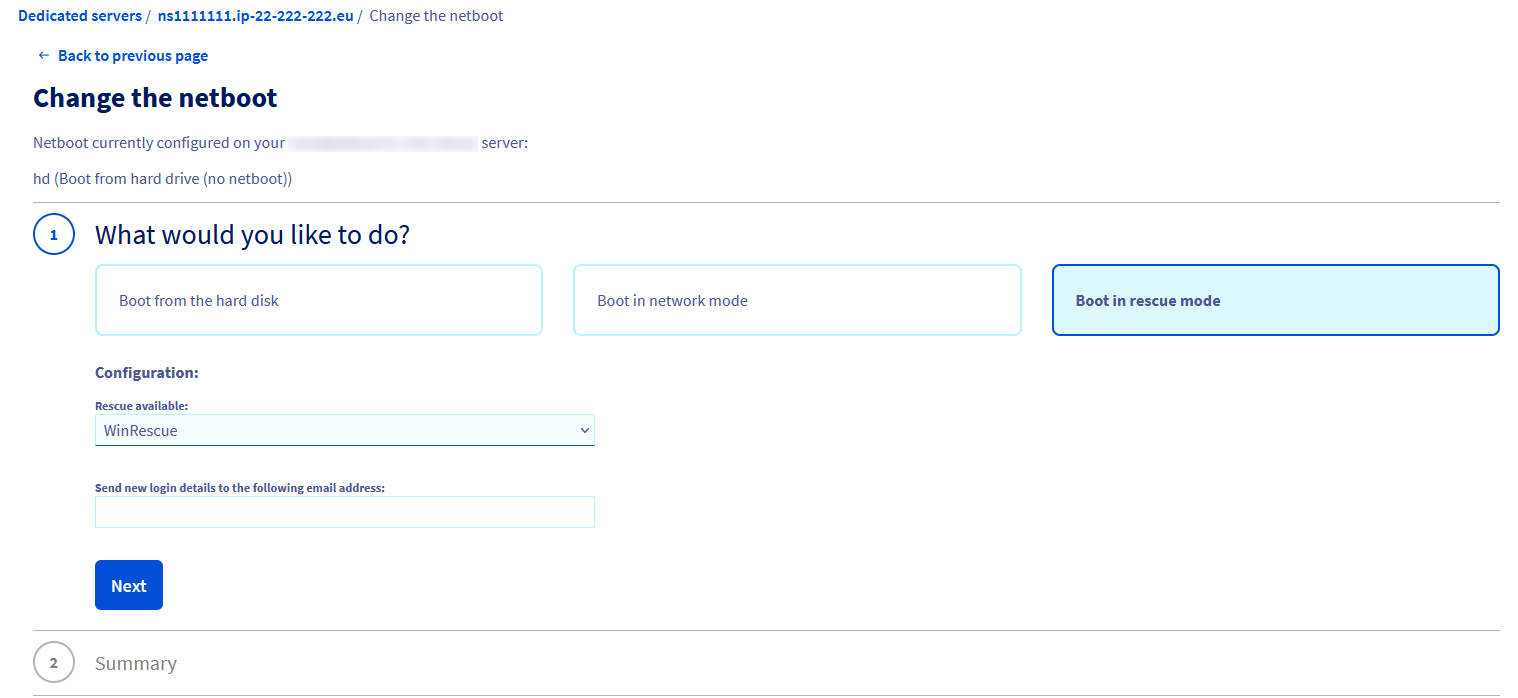 Dedicated servers / ns1111111.ip-22-222-222.eu / Change the netboot
← Back to previous page
Change the netboot
Netboot currently configured on your server:
hd (Boot from hard drive (no netboot))
1 What would you like to do?
Boot from the hard disk Boot in network mode Boot in rescue mode
Configuration:
Rescue available:
WinRescue
Send new login details to the following email address:
Next
2 Summary